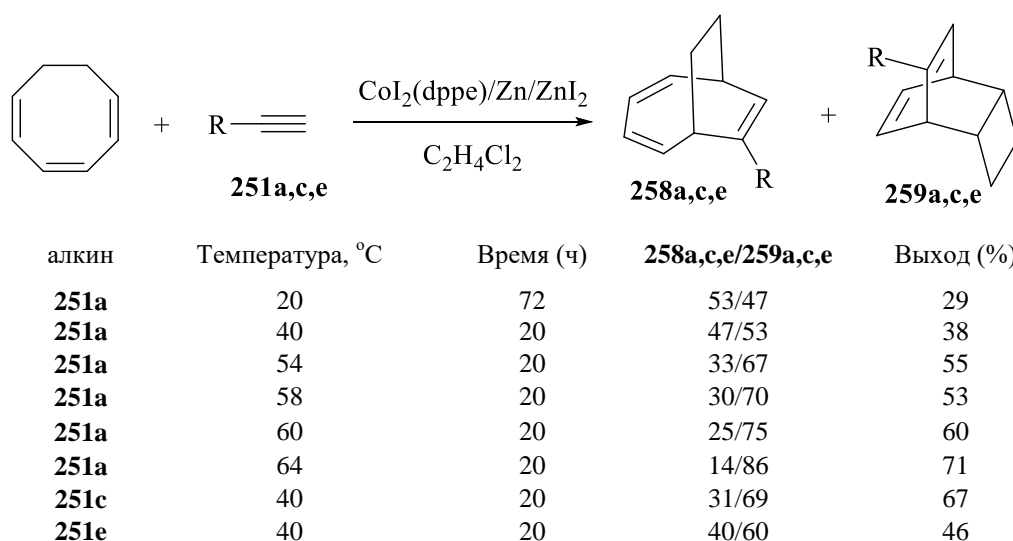 R
CoI2(dppe)/Zn/ZnI2
+ R +
C2H4Cl2
251a,c,e R 258a,c,e 259a,c,e
алкин Температура, °C Время (ч) 258a,c,e/259a,c,e Выход (%)
251a 20 72 53/47 29
251a 40 20 47/53 38
251a 54 20 33/67 55
251a 58 20 30/70 53
251a 60 20 25/75 60
251a 64 20 14/86 71
251c 40 20 31/69 67
251e 40 20 40/60 46